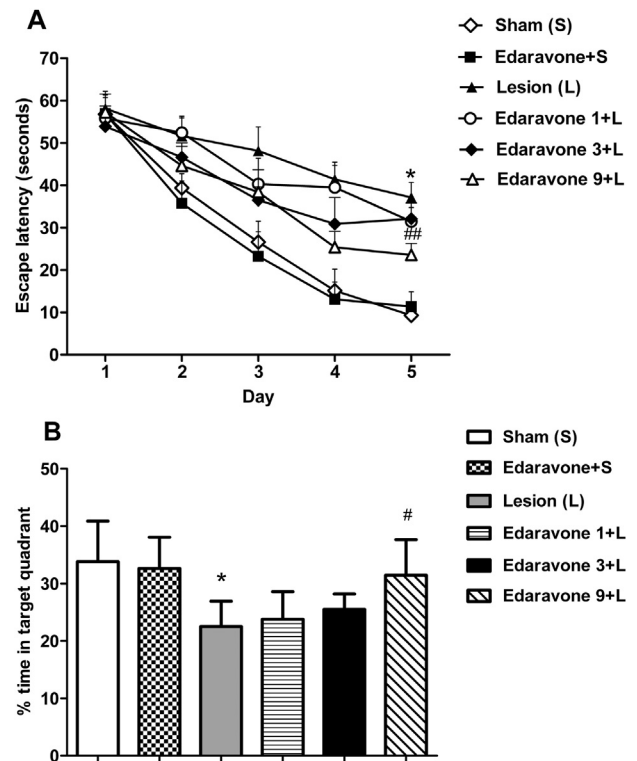 A
Sham (S)
Edaravone+S
Lesion (L)
Edaravone 1+L
Edaravone 3+L
Edaravone 9+L
Escape latency (seconds)
70
60
50
40
30
20
10
0
*
##
1 2 3 4 5
Day
B
Sham (S)
Edaravone+S
Lesion (L)
Edaravone 1+L
Edaravone 3+L
Edaravone 9+L
% time in target quadrant
50
40
30
20
10
0
*
#